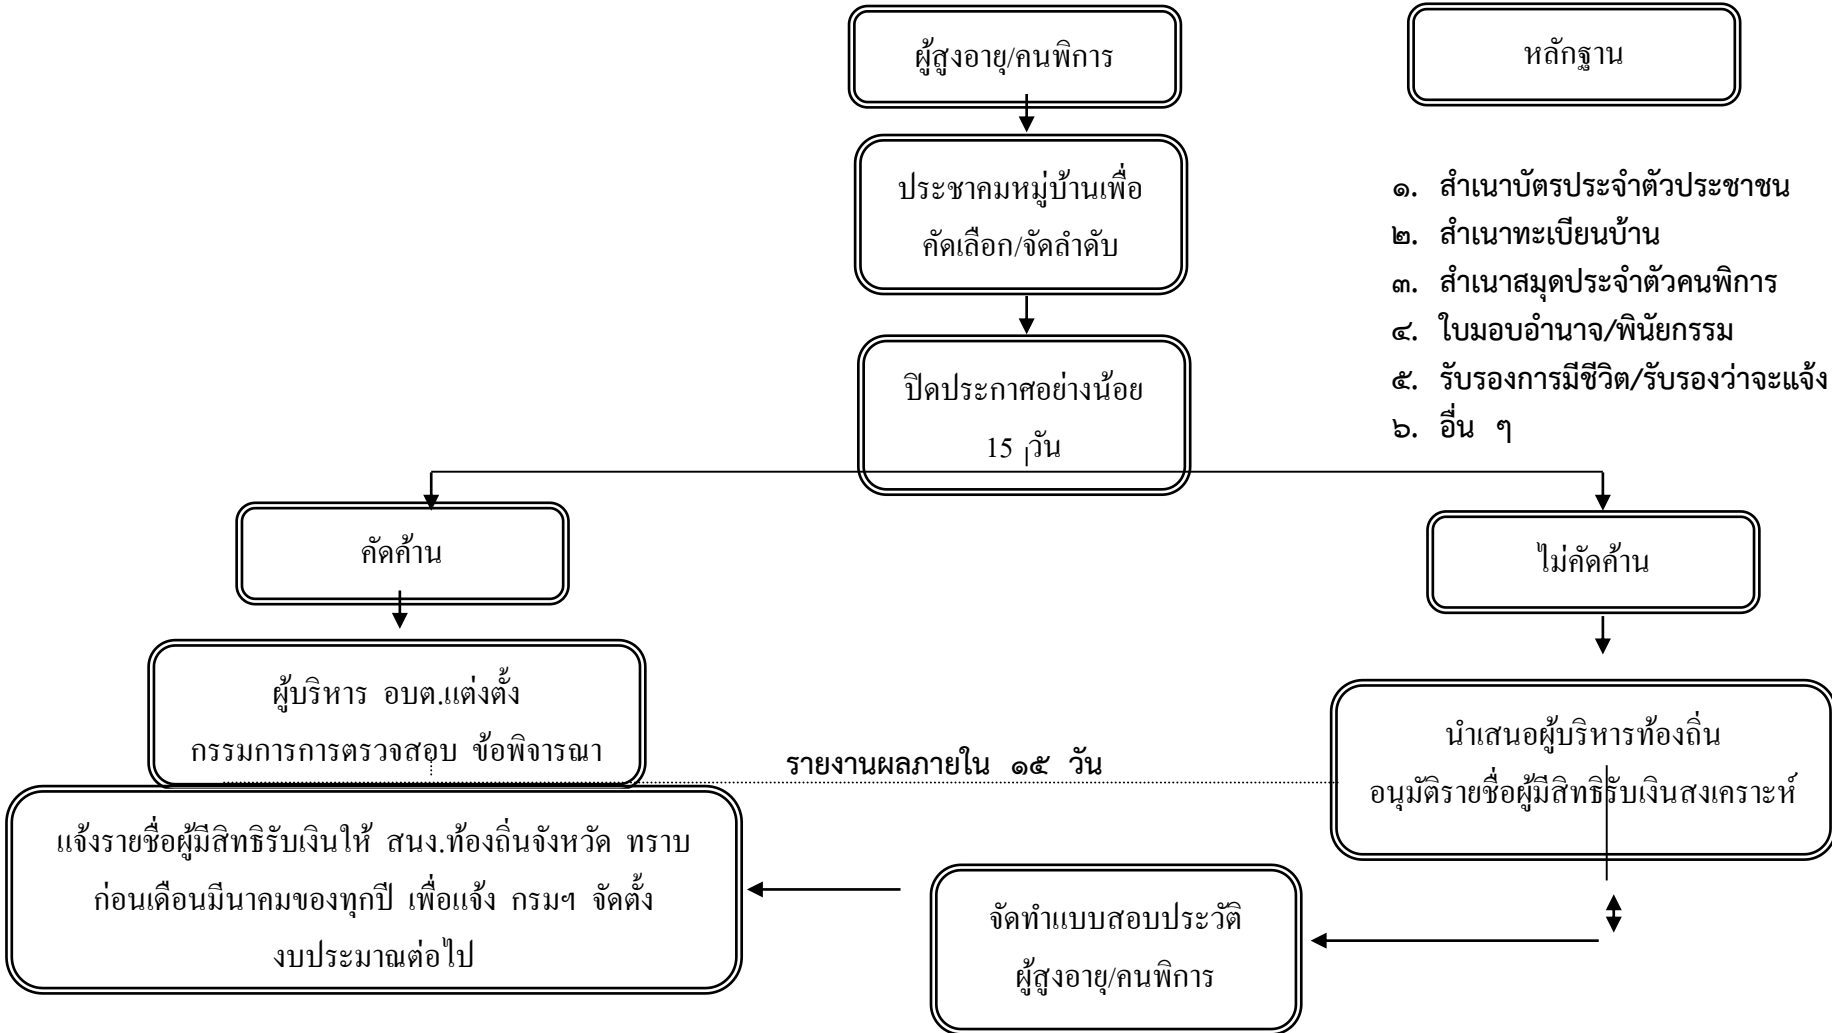 ผู้สูงอายุ/คนพิการ
หลักฐาน
ประชาคมหมู่บ้านเพื่อ
คัดเลือก/จัดลำดับ
๑. สำเนาบัตรประจำตัวประชาชน
๒. สำเนาทะเบียนบ้าน
๓. สำเนาสมุดประจำตัวคนพิการ
๔. ใบมอบอำนาจ/พินัยกรรม
๕. รับรองการมีชีวิต/รับรองว่าจะแจ้ง
๖. อื่น ๆ
ปิดประกาศอย่างน้อย
15 วัน
คัดค้าน
ไม่คัดค้าน
ผู้บริหาร อบต.แต่งตั้ง
กรรมการการตรวจสอบ ข้อพิจารณา
รายงานผลภายใน ๑๕ วัน
นำเสนอผู้บริหารท้องถิ่น
อนุมัติรายชื่อผู้มีสิทธิรับเงินสงเคราะห์
แจ้งรายชื่อผู้มีสิทธิรับเงินให้ สนง.ท้องถิ่นจังหวัด ทราบ
ก่อนเดือนมีนาคมของทุกปี เพื่อแจ้ง กรมฯ จัดตั้ง
งบประมาณต่อไป
จัดทำแบบสอบประวัติ
ผู้สูงอายุ/คนพิการ